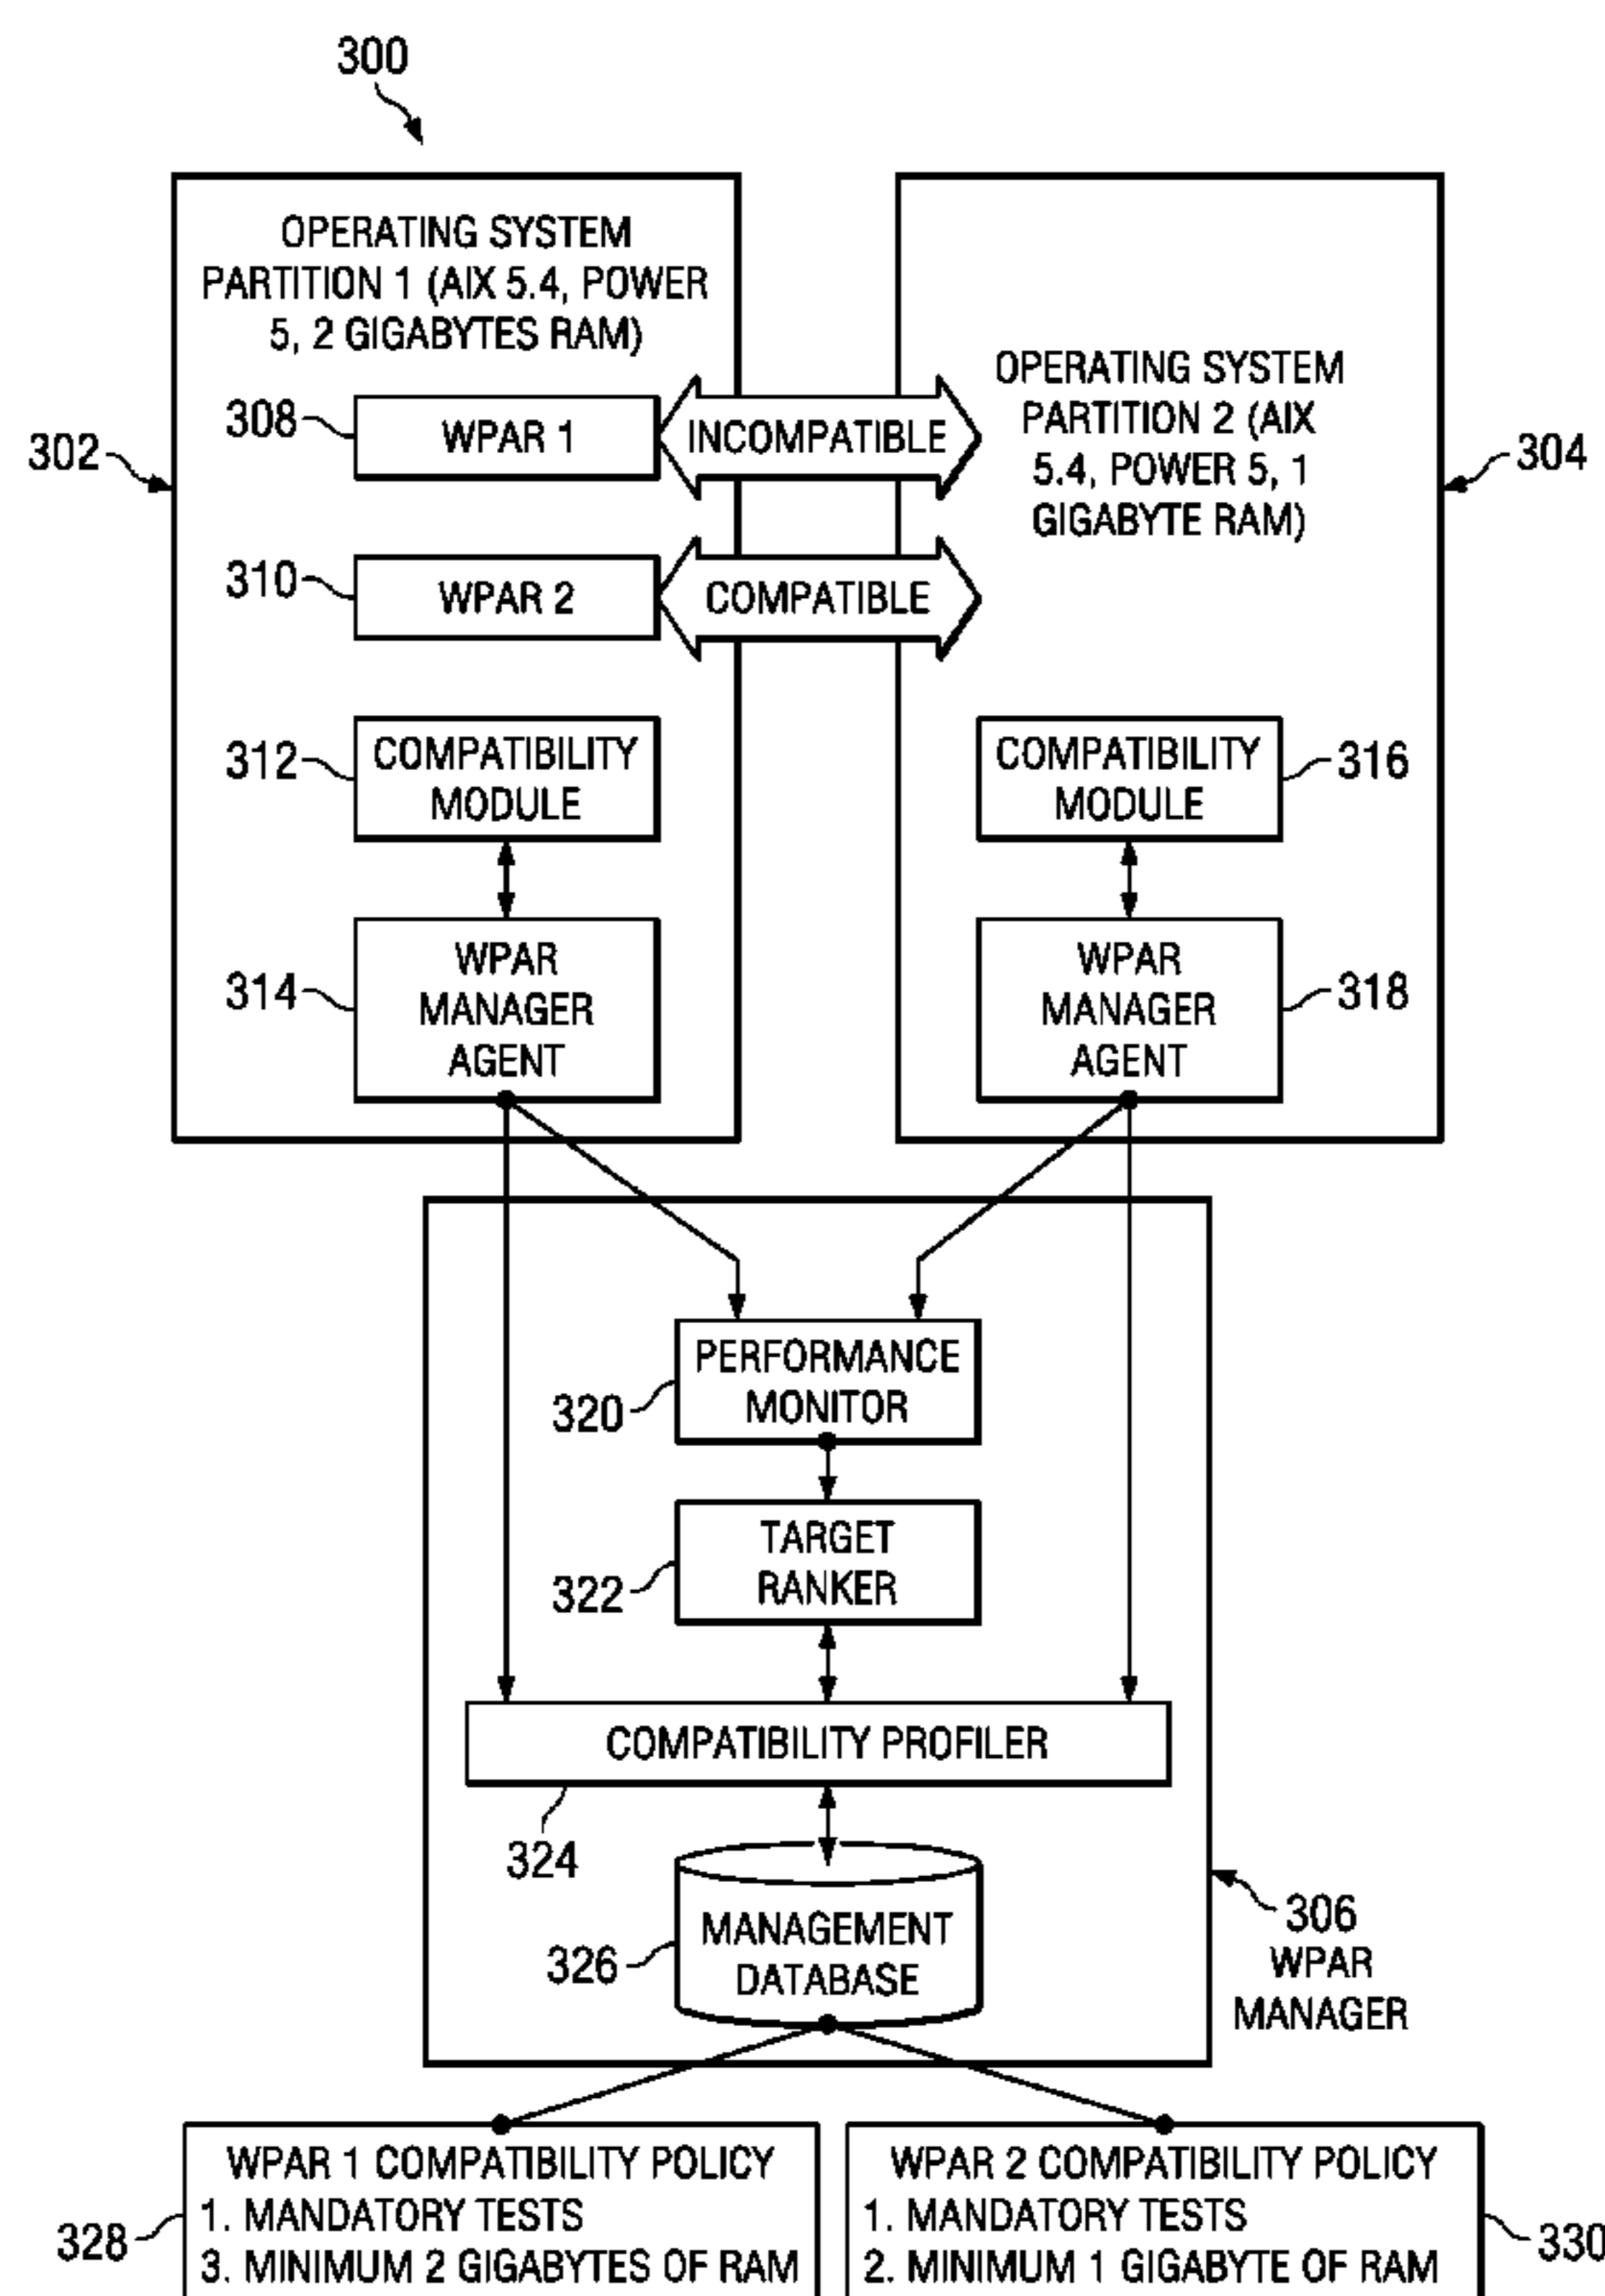 300
OPERATING SYSTEM
PARTITION 1 (AIX 5.4, POWER
5, 2 GIGABYTES RAM)
OPERATING SYSTEM
PARTITION 2 (AIX
5.4, POWER 5, 1
GIGABYTE RAM)
302
304
308
WPAR 1
INCOMPATIBLE
310
WPAR 2
COMPATIBLE
312
COMPATIBILITY
MODULE
COMPATIBILITY
MODULE
316
314
WPAR
MANAGER
AGENT
WPAR
MANAGER
AGENT
318
PERFORMANCE
MONITOR
320
TARGET
RANKER
322
COMPATIBILITY PROFILER
324
MANAGEMENT
DATABASE
326
306
WPAR
MANAGER
WPAR 1 COMPATIBILITY POLICY
1. MANDATORY TESTS
3. MINIMUM 2 GIGABYTES OF RAM
328
WPAR 2 COMPATIBILITY POLICY
1. MANDATORY TESTS
2. MINIMUM 1 GIGABYTE OF RAM
330